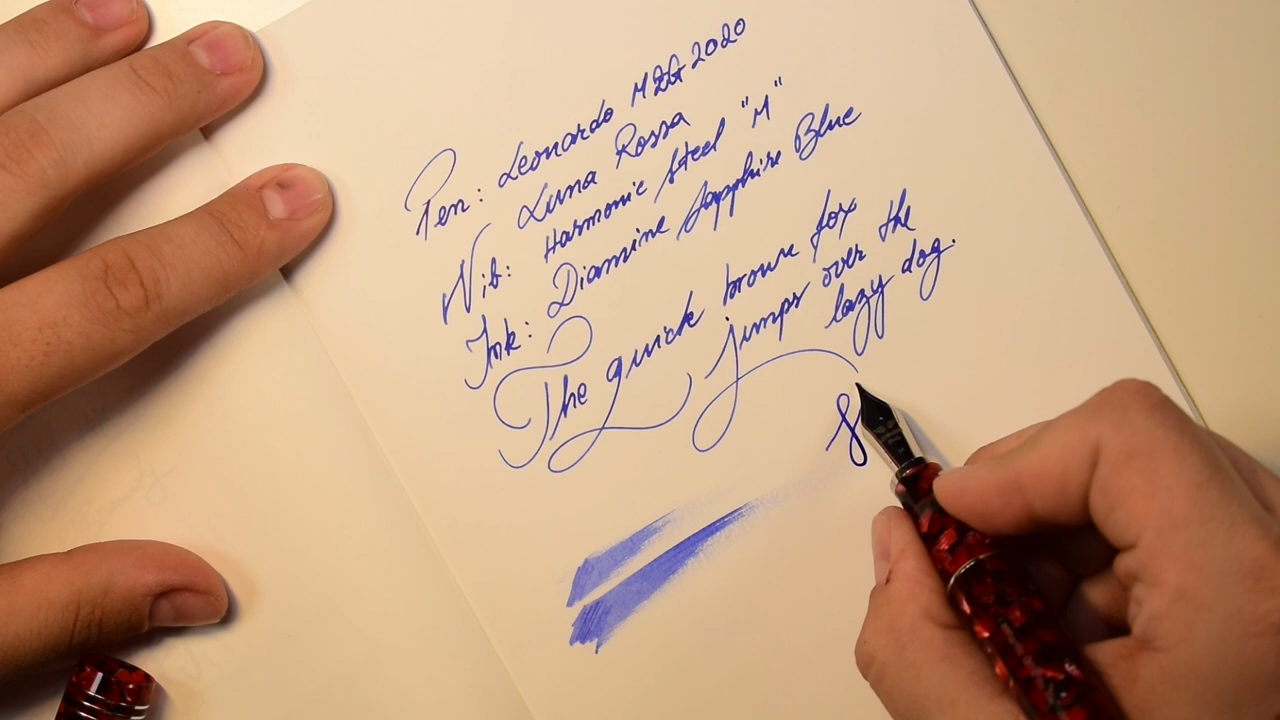 Pen: Leonardo MZG 2020
Luna Rossa
Nib: Harmonic Steel "M"
Ink: Diamine Sapphire Blue
The quick brown fox
jumps over the
lazy dog.